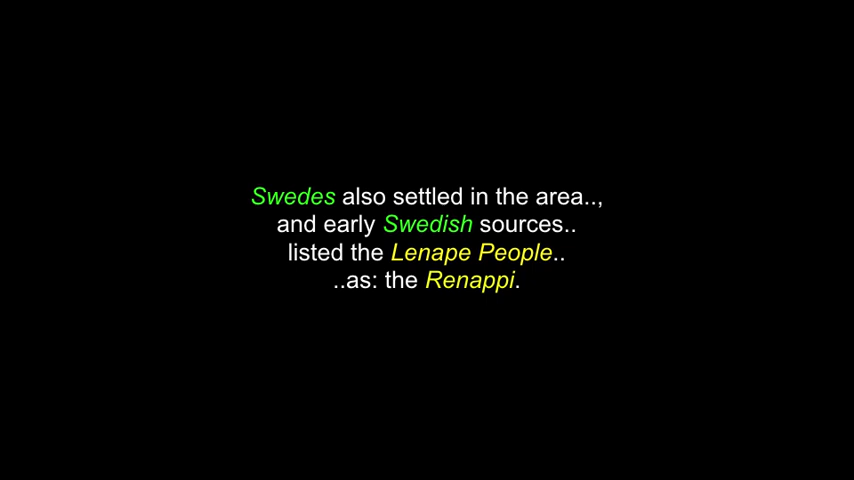 Swedes also settled in the area..,
and early Swedish sources..
listed the Lenape People..
..as: the Renappi.